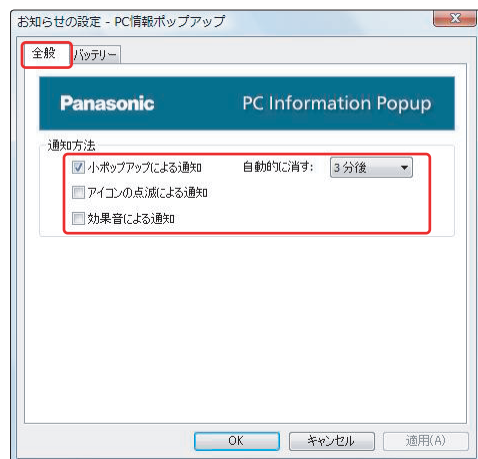 お知らせの設定 - PC情報ポップアップ
全般 バッテリー
Panasonic PC Information Popup
通知方法
小ポップアップによる通知 自動的に消す: 3分後
アイコンの点滅による通知
効果音による通知
OK キャンセル 適用(A)